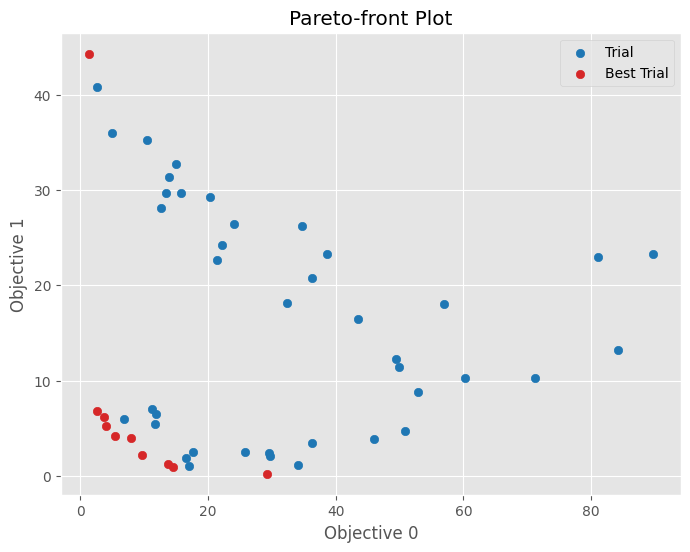 Pareto-front Plot
Trial
Best Trial
Objective 1
40
30
20
10
0
0 20 40 60 80
Objective 0